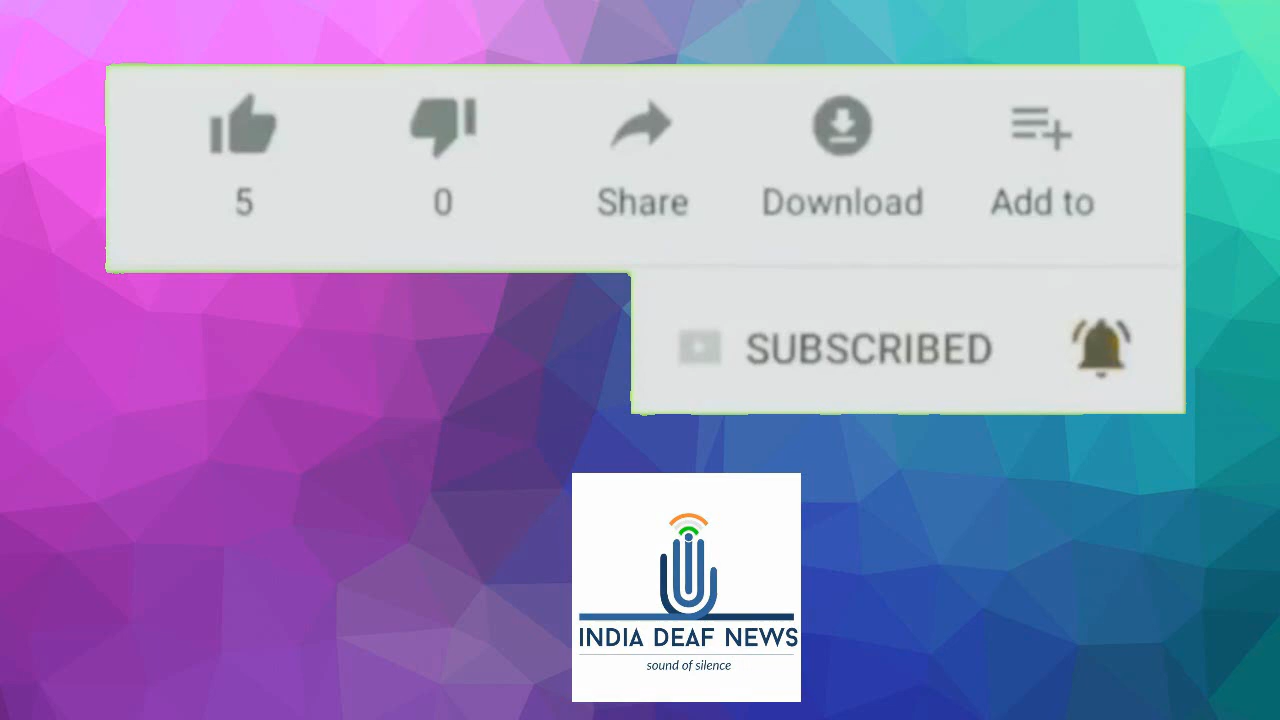 5 0 Share Download Add to
SUBSCRIBED
INDIA DEAF NEWS
sound of silence